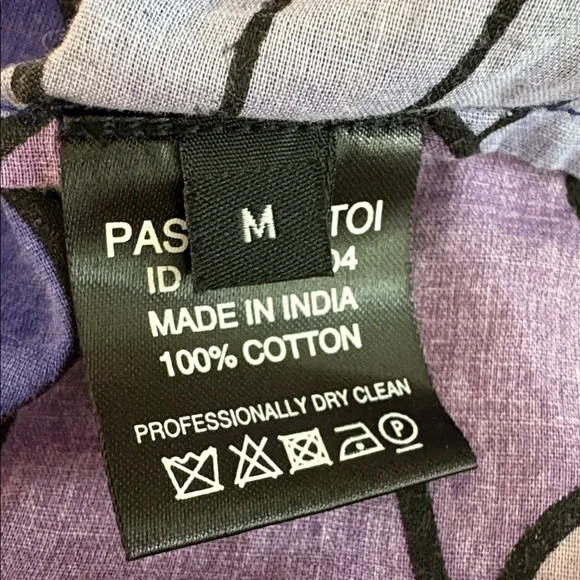 M
PAS TOI
ID 04
MADE IN INDIA
100% COTTON
PROFESSIONALLY DRY CLEAN
P